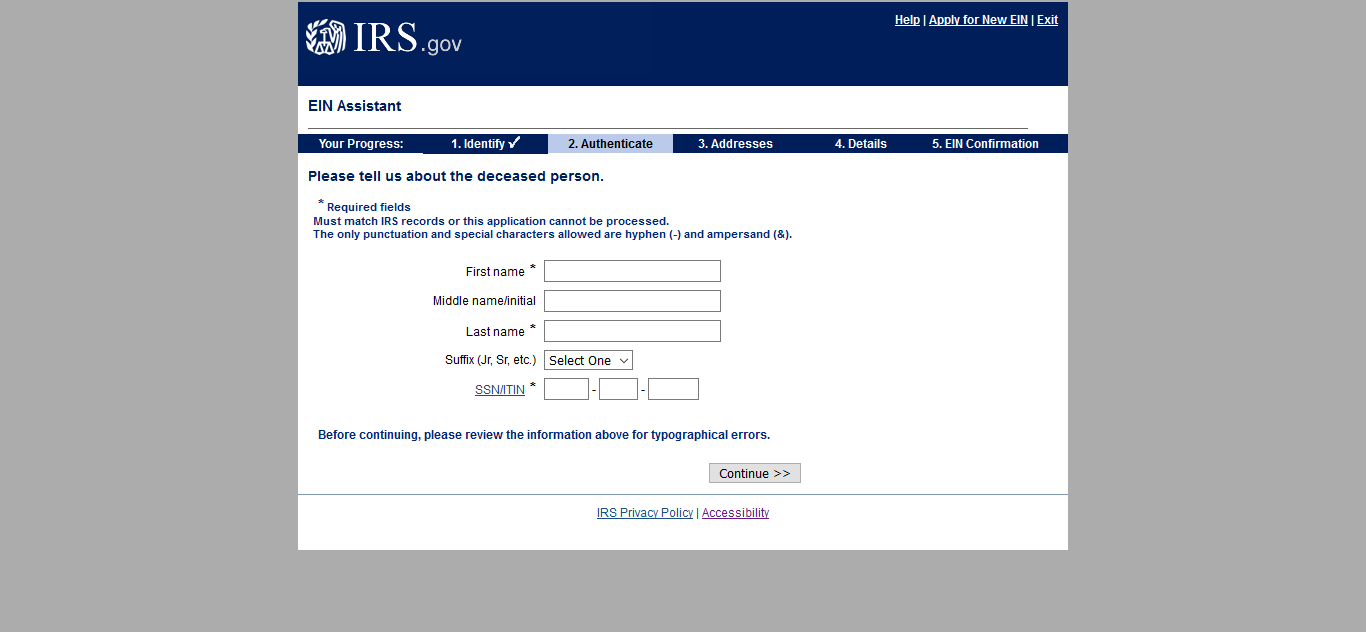 IRS.gov
Help | Apply for New EIN | Exit
EIN Assistant
Your Progress: 1. Identify ✓ 2. Authenticate 3. Addresses 4. Details 5. EIN Confirmation
Please tell us about the deceased person.
* Required fields
Must match IRS records or this application cannot be processed.
The only punctuation and special characters allowed are hyphen (-) and ampersand (&).
First name *
Middle name/initial
Last name *
Suffix (Jr, Sr, etc.) Select One
SSN/ITIN * - -
Before continuing, please review the information above for typographical errors.
Continue >>
IRS Privacy Policy | Accessibility